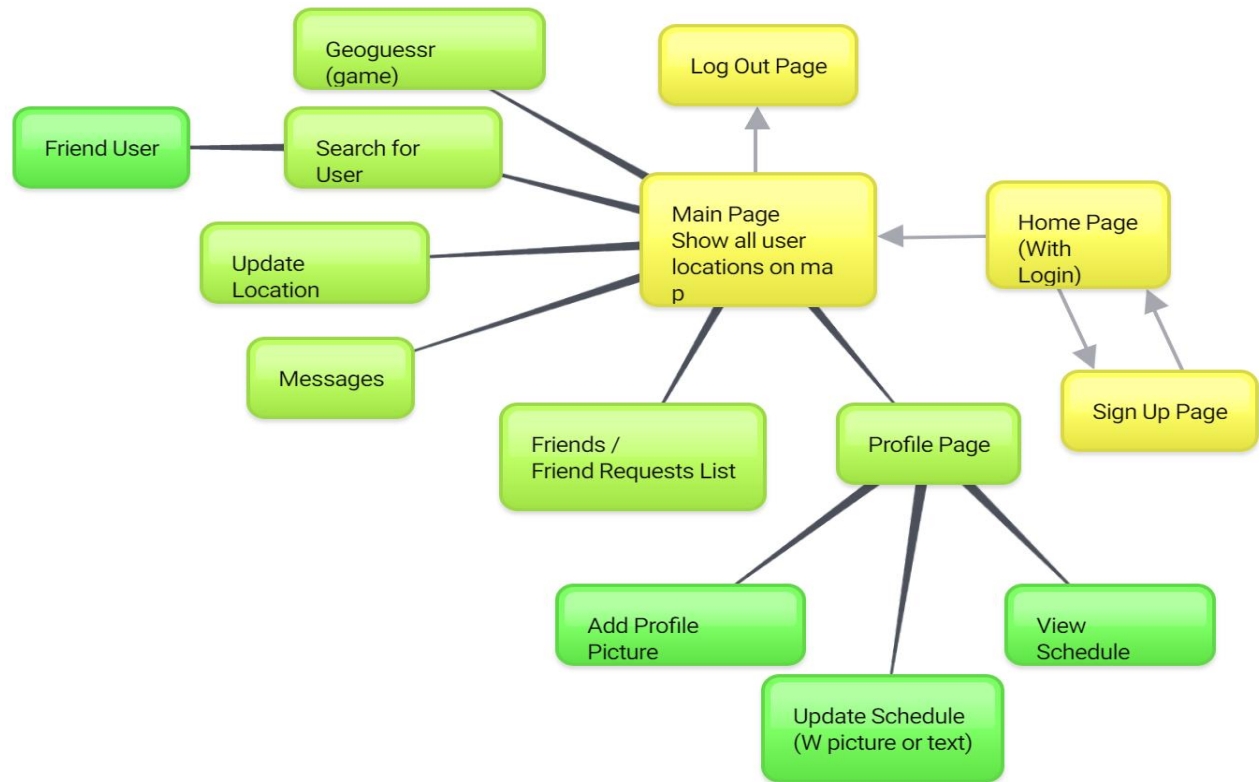 Geoguessr
(game)
Log Out Page
Friend User
Search for
User
Main Page
Show all user
locations on ma
p
Home Page
(With
Login)
Update
Location
Messages
Sign Up Page
Friends /
Friend Requests List
Profile Page
Add Profile
Picture
View
Schedule
Update Schedule
(W picture or text)